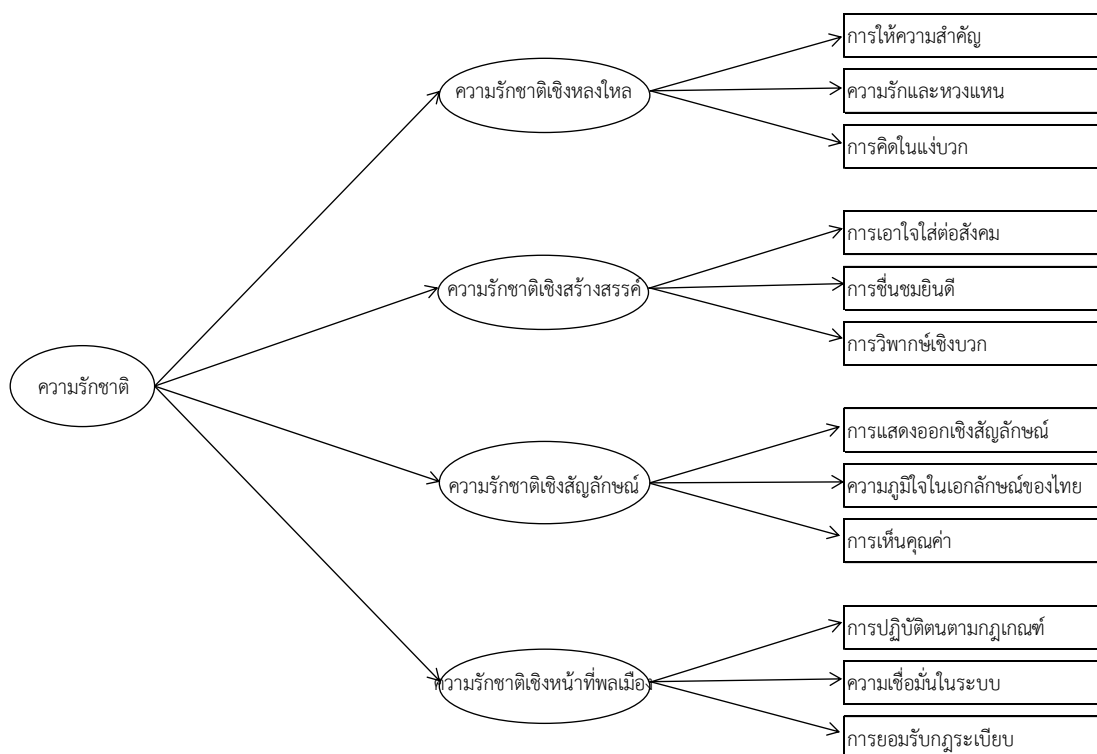 ความรักชาติ
ความรักชาติเชิงหลงใหล
การให้ความสำคัญ
ความรักและหวงแหน
การคิดในแง่บวก
ความรักชาติเชิงสร้างสรรค์
การเอาใจใส่ต่อสังคม
การชื่นชมยินดี
การวิพากษ์เชิงบวก
ความรักชาติเชิงสัญลักษณ์
การแสดงออกเชิงสัญลักษณ์
ความภูมิใจในเอกลักษณ์ของไทย
การเห็นคุณค่า
ความรักชาติเชิงหน้าที่พลเมือง
การปฏิบัติตนตามกฎเกณฑ์
ความเชื่อมั่นในระบบ
การยอมรับกฎระเบียบ